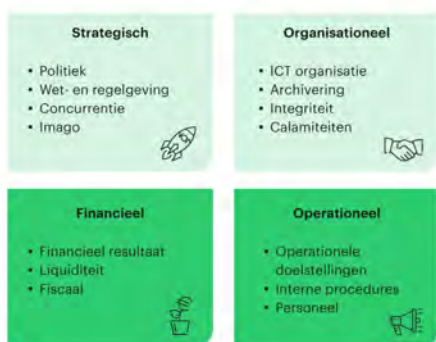 Strategisch
• Politiek
• Wet- en regelgeving
• Concurrentie
• Imago
Organisationeel
• ICT organisatie
• Archivering
• Integriteit
• Calamiteiten
Financieel
• Financieel resultaat
• Liquiditeit
• Fiscaal
Operationeel
• Operationele
doelstellingen
• Interne procedures
• Personeel